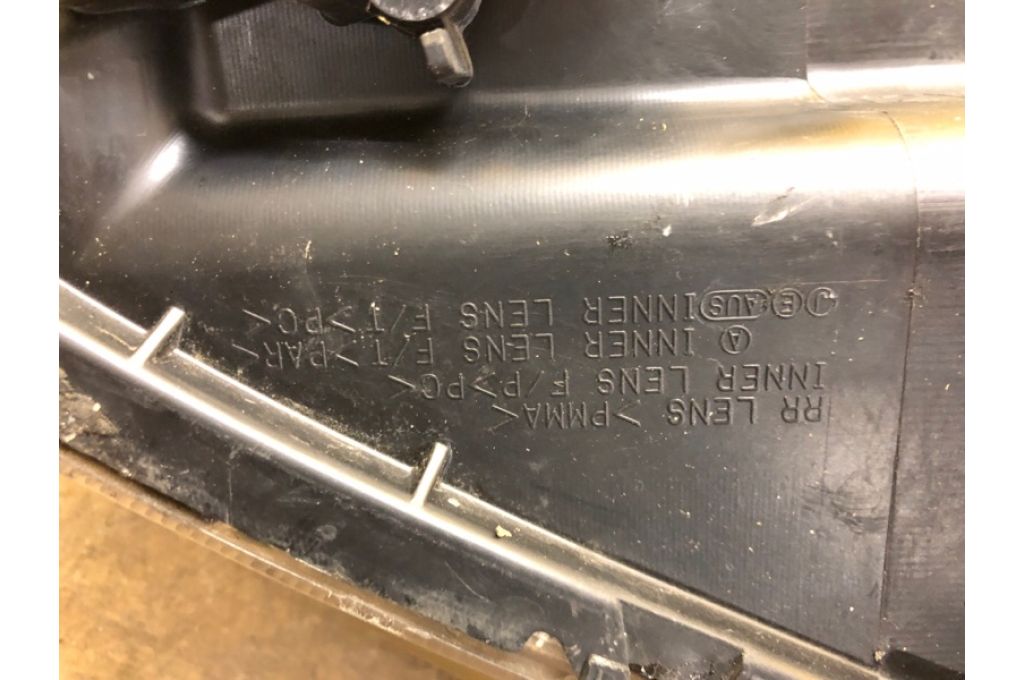 RR LENS >PMMA<
INNER LENS F/P>PC<
Ⓐ INNER LENS F/T>PAR<
J E AUS INNER LENS F/T>PC<